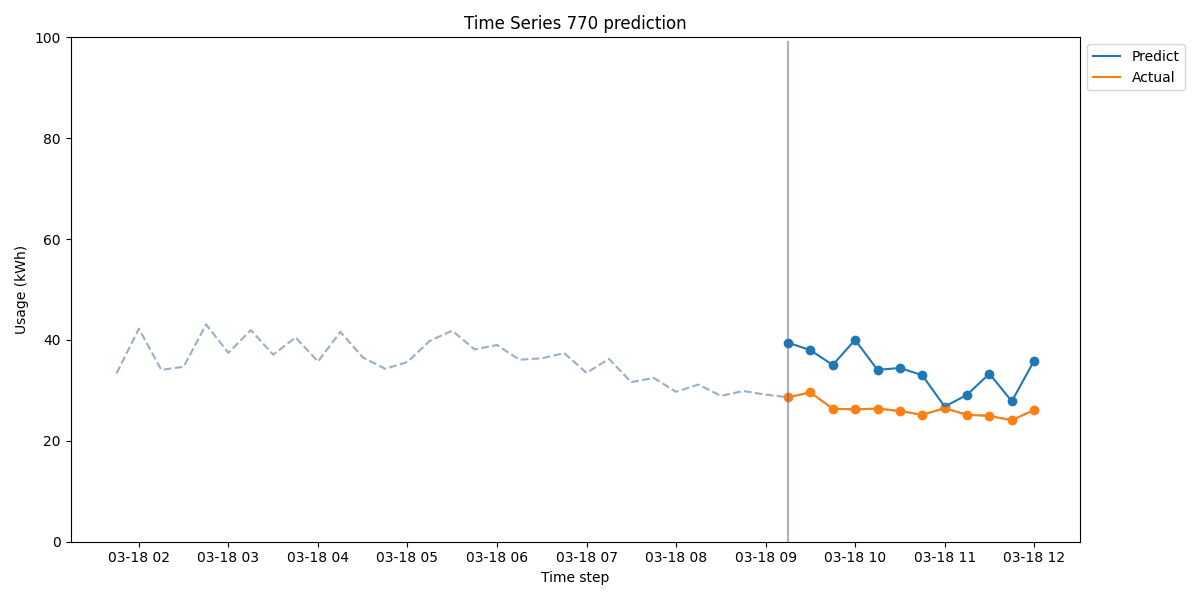 Time Series 770 prediction
100
80
60
40
20
0
Usage (kWh)
03-18 02 03-18 03 03-18 04 03-18 05 03-18 06 03-18 07 03-18 08 03-18 09 03-18 10 03-18 11 03-18 12
Time step
Predict
Actual